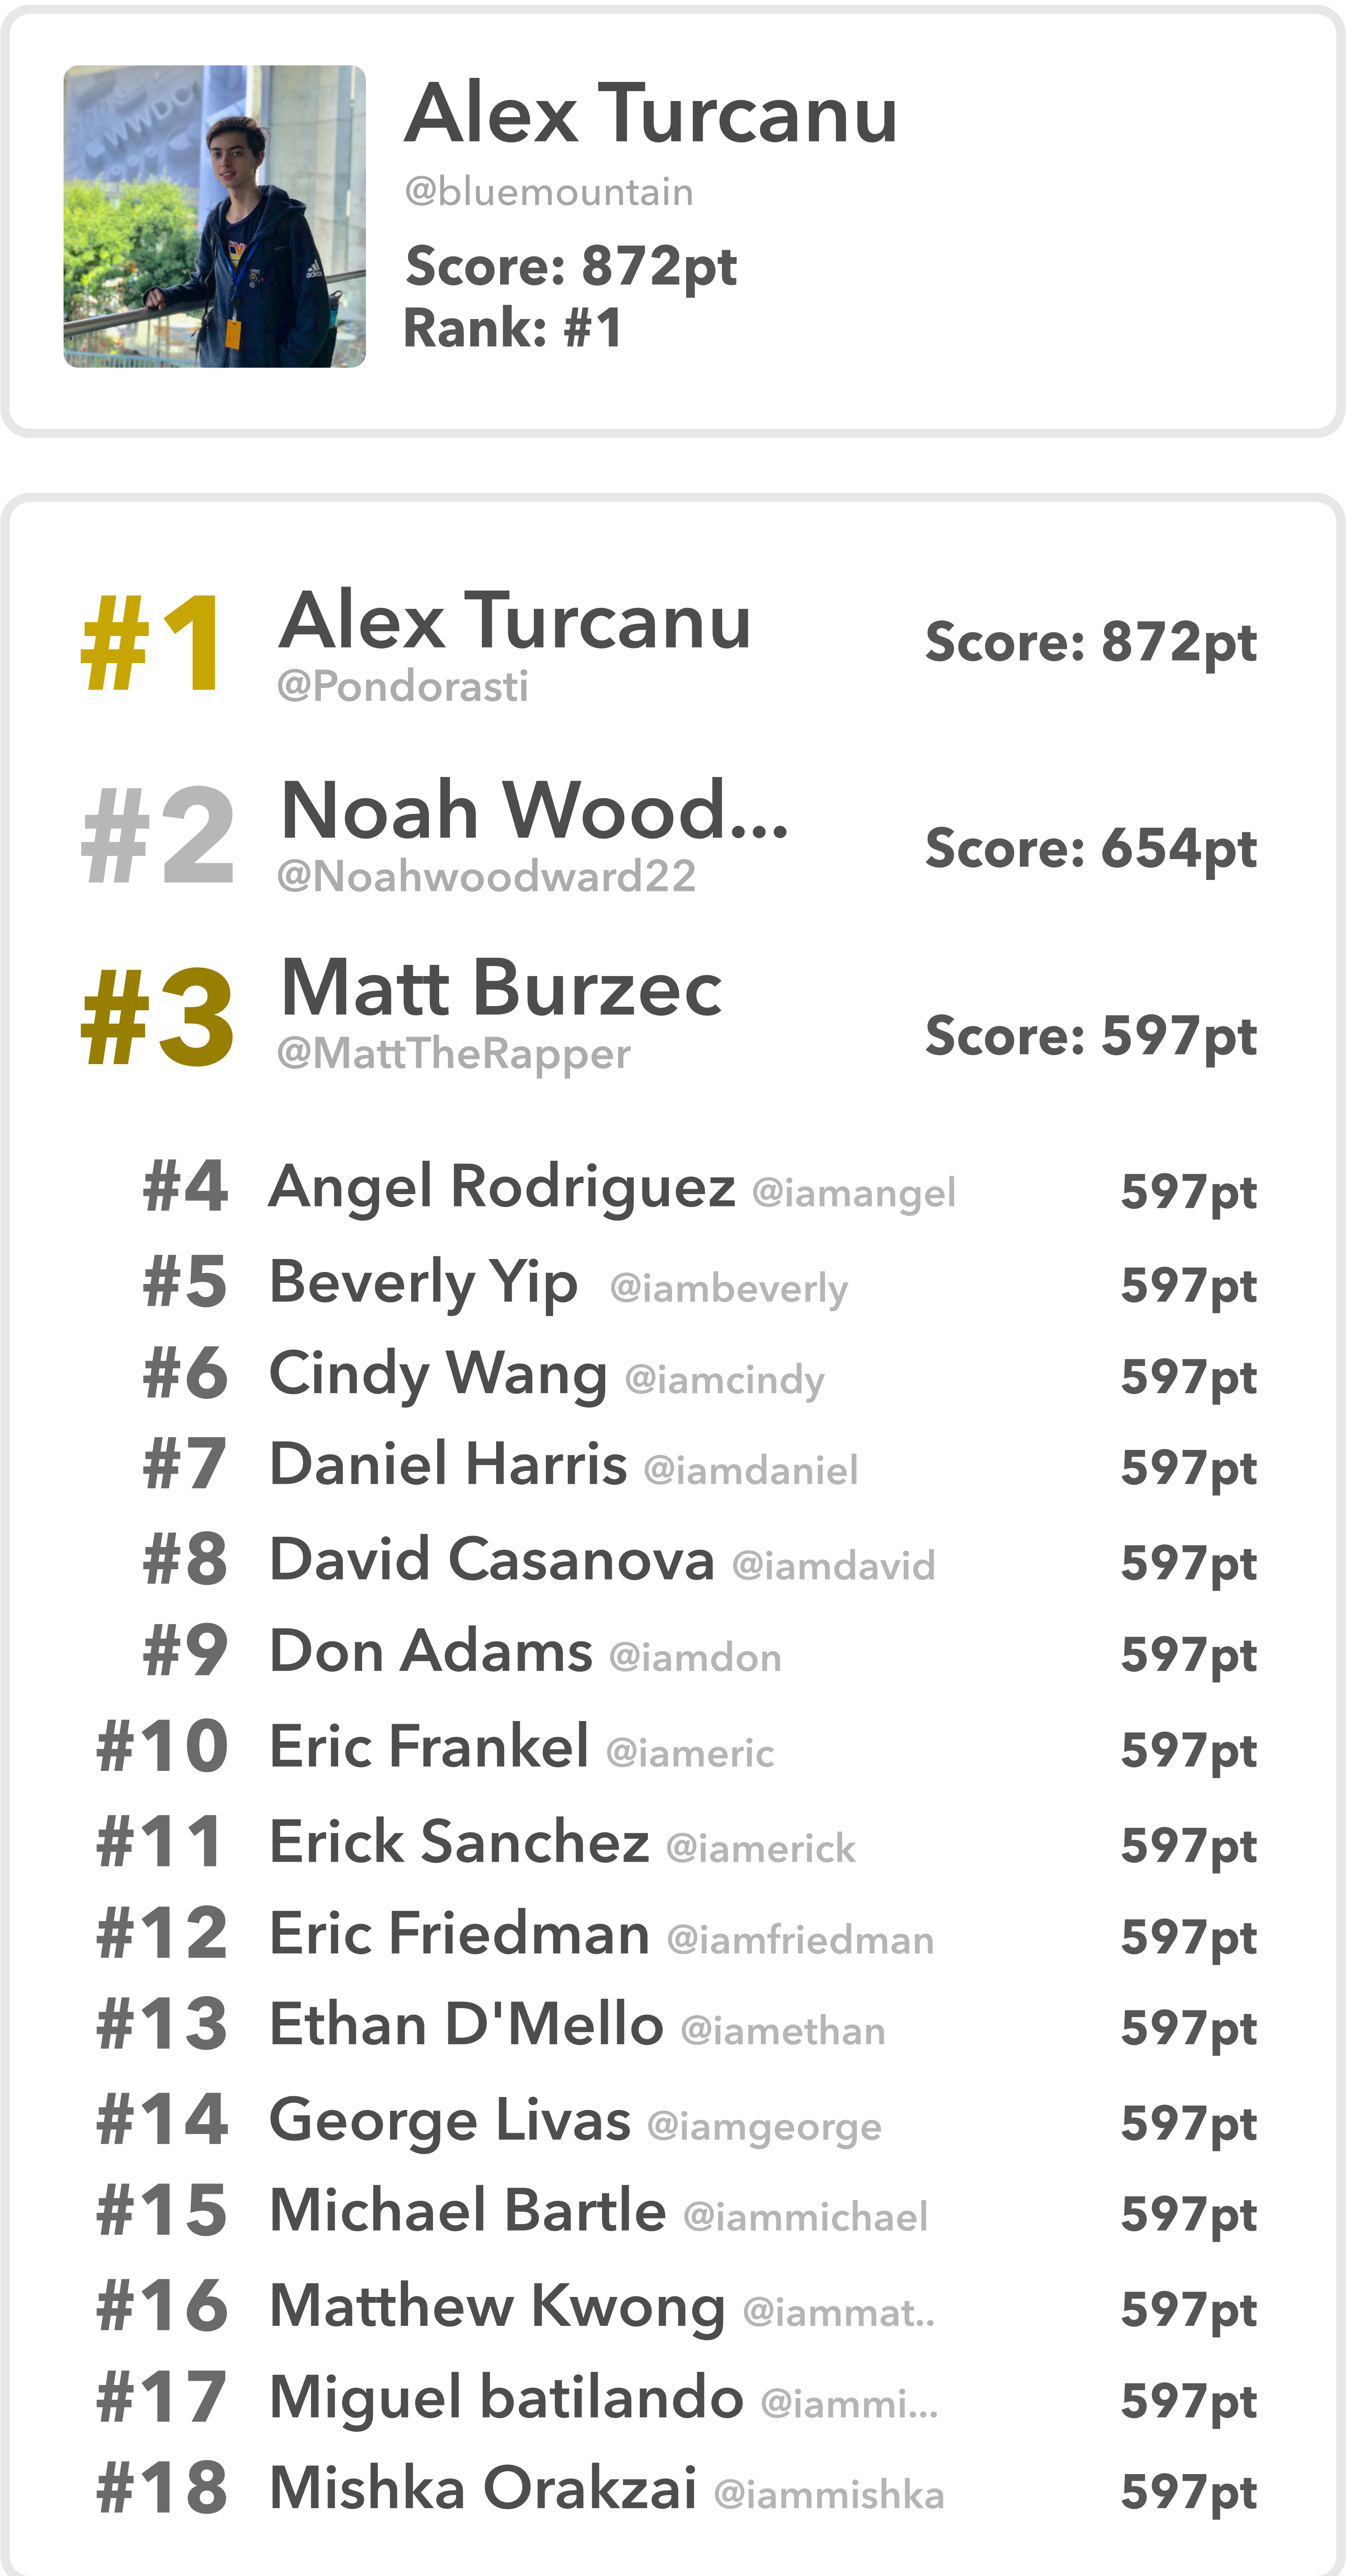 WWDC
adidas
Alex Turcanu
@bluemountain
Score: 872pt
Rank: #1
#1 Alex Turcanu Score: 872pt
@Pondorasti
#2 Noah Wood... Score: 654pt
@Noahwoodward22
#3 Matt Burzec Score: 597pt
@MattTheRapper
#4 Angel Rodriguez @iamangel 597pt
#5 Beverly Yip @iambeverly 597pt
#6 Cindy Wang @iamcindy 597pt
#7 Daniel Harris @iamdaniel 597pt
#8 David Casanova @iamdavid 597pt
#9 Don Adams @iamdon 597pt
#10 Eric Frankel @iameric 597pt
#11 Erick Sanchez @iamerick 597pt
#12 Eric Friedman @iamfriedman 597pt
#13 Ethan D'Mello @iamethan 597pt
#14 George Livas @iamgeorge 597pt
#15 Michael Bartle @iammichael 597pt
#16 Matthew Kwong @iammat.. 597pt
#17 Miguel batilando @iammi... 597pt
#18 Mishka Orakzai @iammishka 597pt